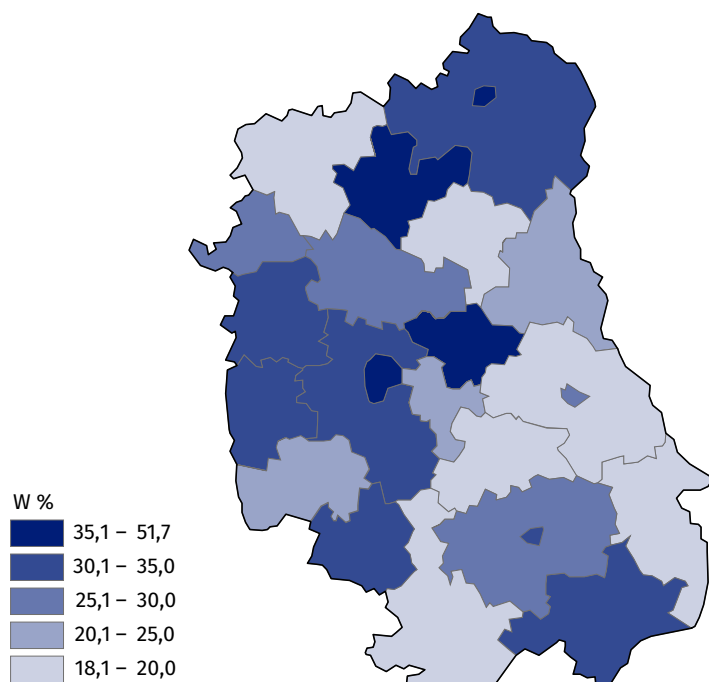 W %
35,1 – 51,7
30,1 – 35,0
25,1 – 30,0
20,1 – 25,0
18,1 – 20,0